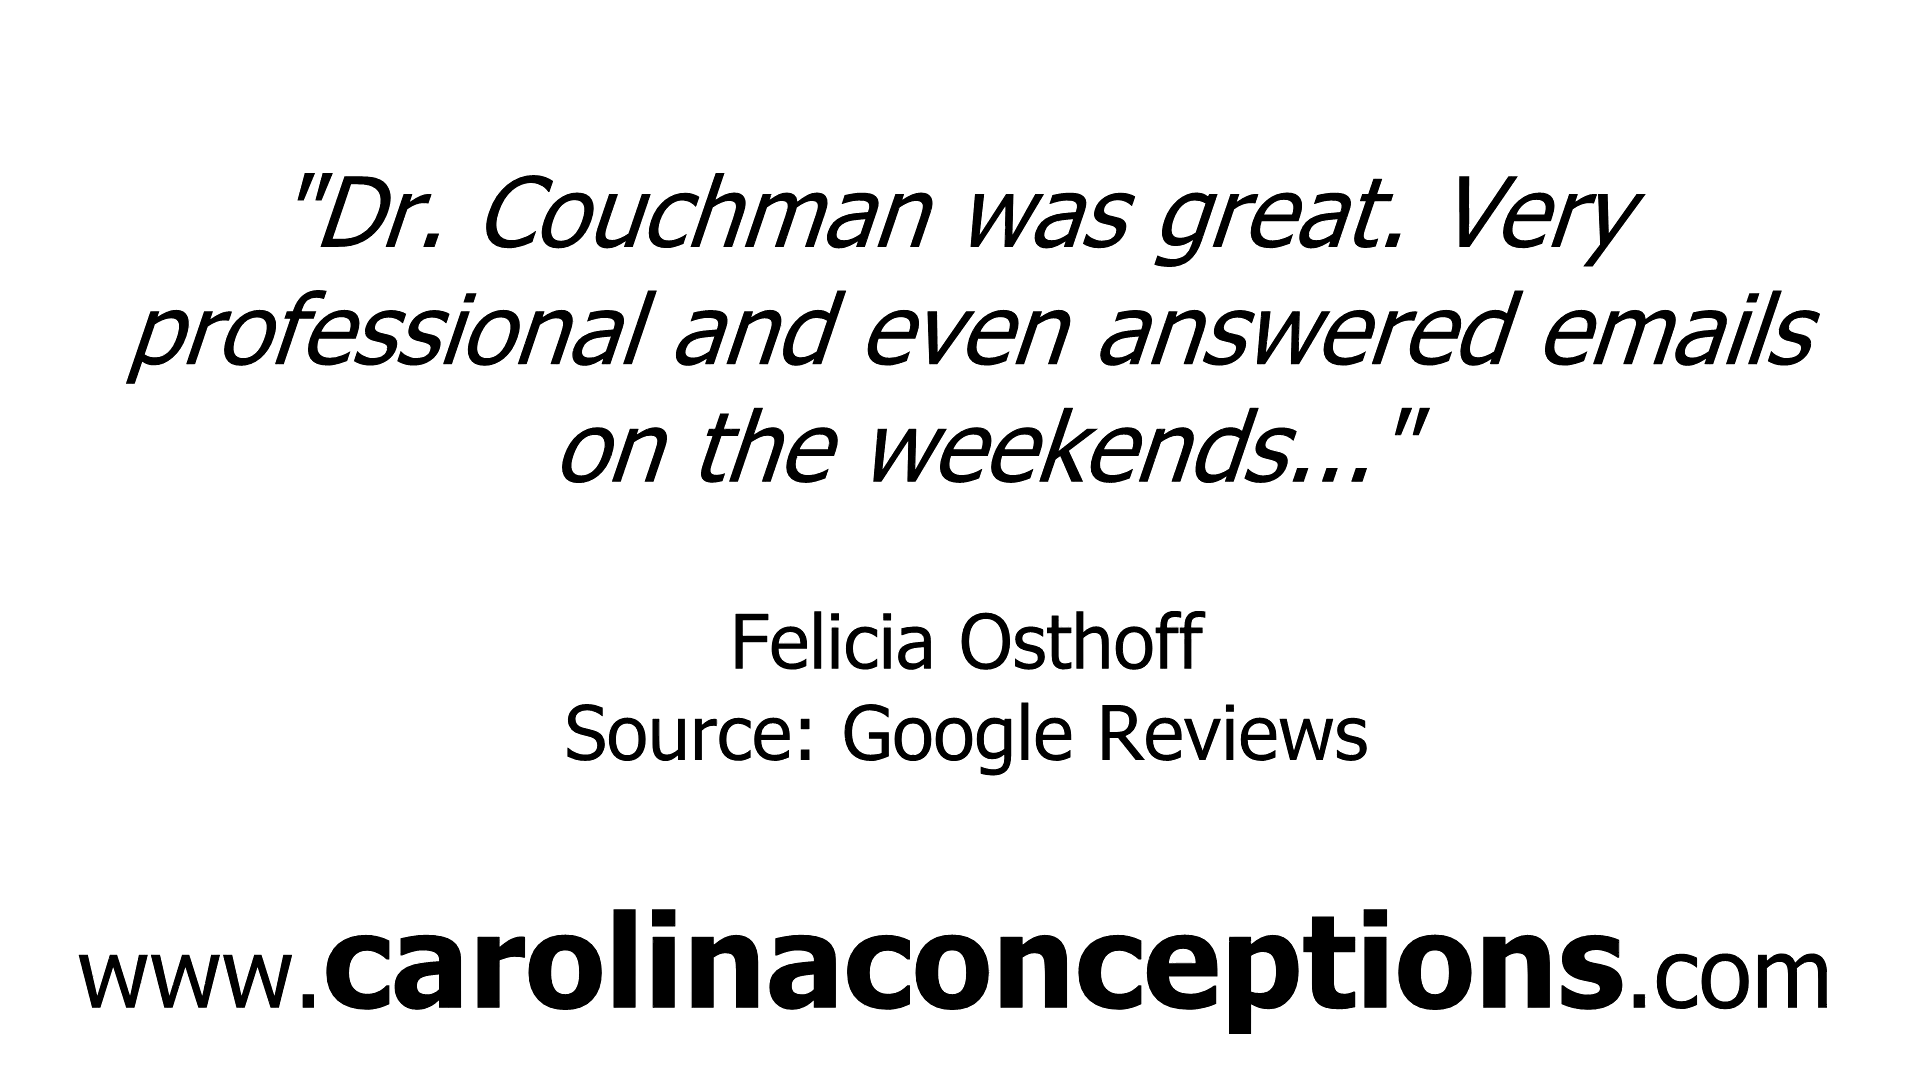 "Dr. Couchman was great. Very
professional and even answered emails
on the weekends..."
Felicia Osthoff
Source: Google Reviews
www.carolinaconceptions.com